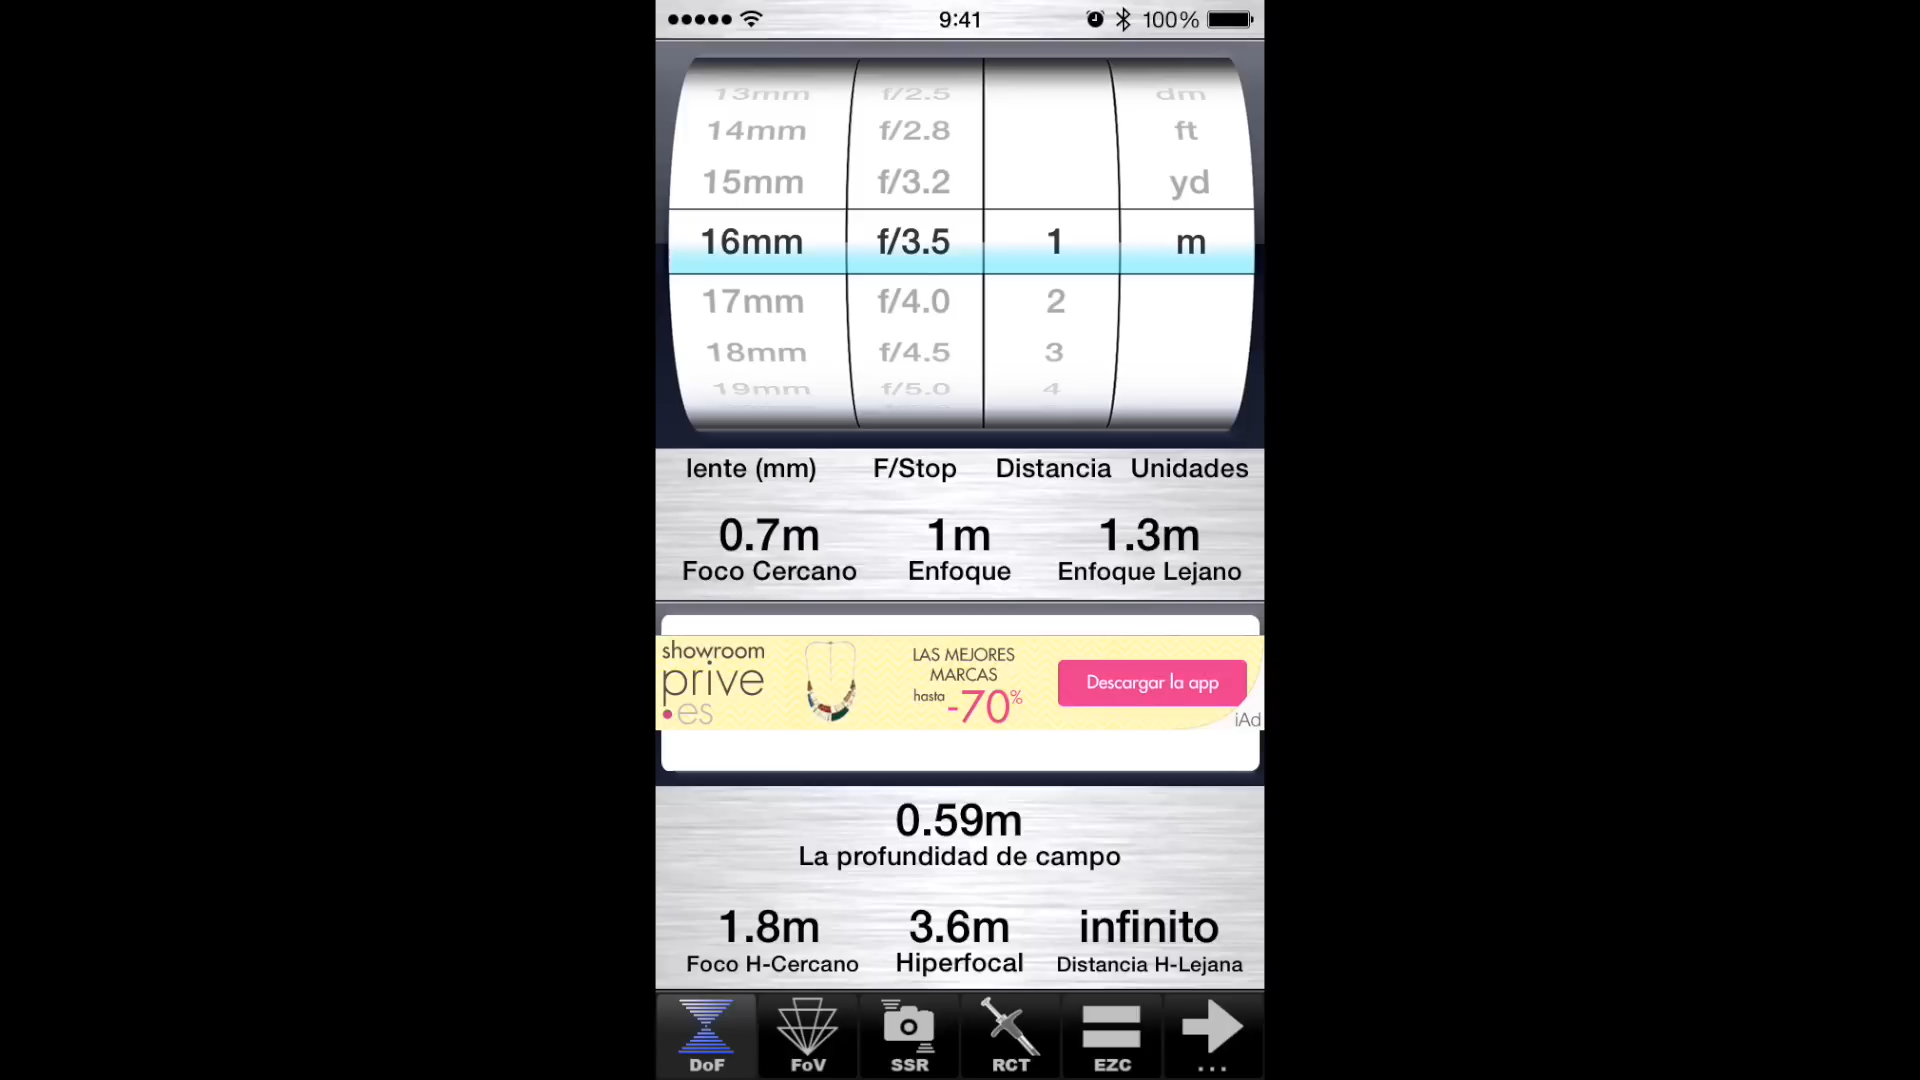 9:41 100%
13mm f/2.5 dm
14mm f/2.8 ft
15mm f/3.2 yd
16mm f/3.5 1 m
17mm f/4.0 2
18mm f/4.5 3
19mm f/5.0 4
lente (mm) F/Stop Distancia Unidades
0.7m 1m 1.3m
Foco Cercano Enfoque Enfoque Lejano
showroom
prive
.es
LAS MEJORES
MARCAS
hasta -70%
Descargar la app
iAd
0.59m
La profundidad de campo
1.8m 3.6m infinito
Foco H-Cercano Hiperfocal Distancia H-Lejana
DoF FoV SSR RCT EZC ...